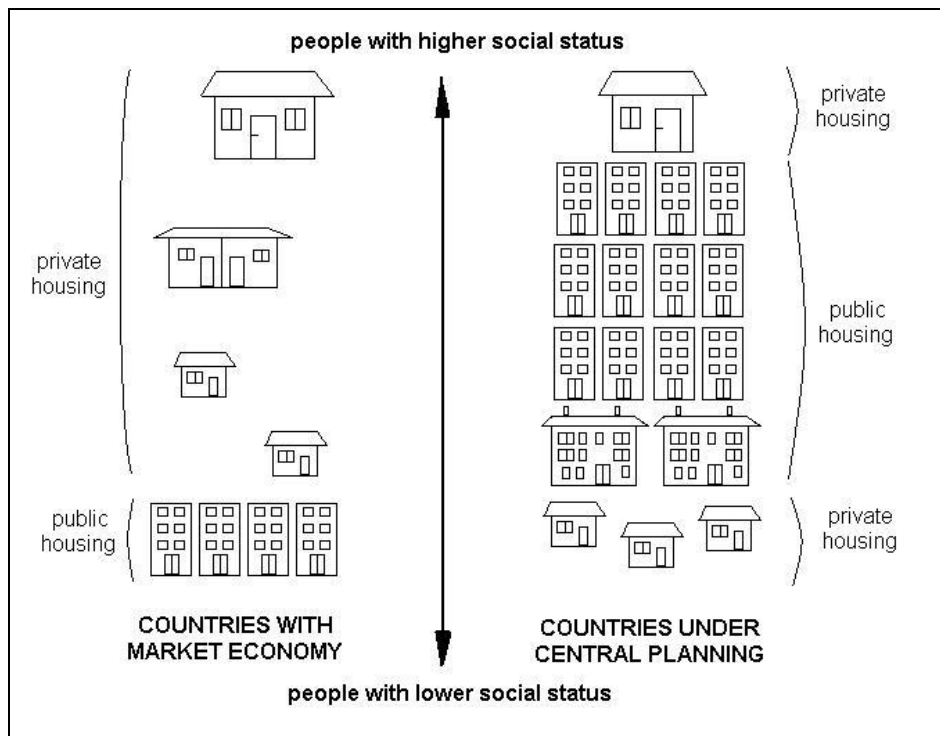 people with higher social status
private
housing
private
housing
public
housing
public
housing
private
housing
COUNTRIES WITH
MARKET ECONOMY
COUNTRIES UNDER
CENTRAL PLANNING
people with lower social status